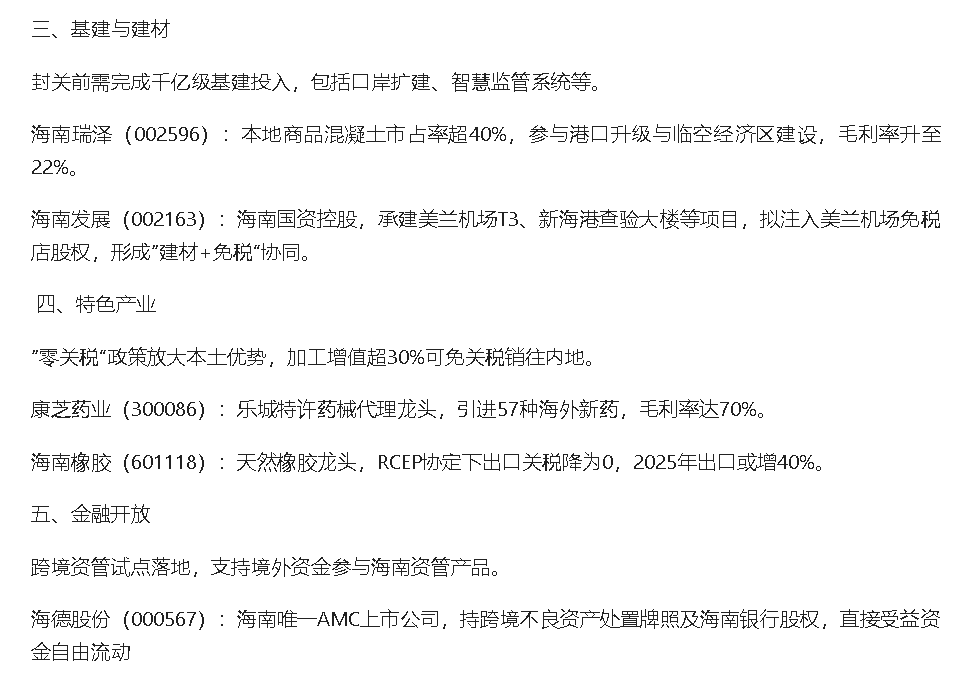 三、基建与建材
封关前需完成千亿级基建投入，包括口岸扩建、智慧监管系统等。
海南瑞泽（002596）：本地商品混凝土市占率超40%，参与港口升级与临空经济区建设，毛利率升至
22%。
海南发展（002163）：海南国资控股，承建美兰机场T3、新海港查验大楼等项目，拟注入美兰机场免税
店股权，形成”建材+免税“协同。
四、特色产业
”零关税“政策放大本土优势，加工增值超30%可免关税销往内地。
康芝药业（300086）：乐城特许药械代理龙头，引进57种海外新药，毛利率达70%。
海南橡胶（601118）：天然橡胶龙头，RCEP协定下出口关税降为0，2025年出口或增40%。
五、金融开放
跨境资管试点落地，支持境外资金参与海南资管产品。
海德股份（000567）：海南唯一AMC上市公司，持跨境不良资产处置牌照及海南银行股权，直接受益资
金自由流动